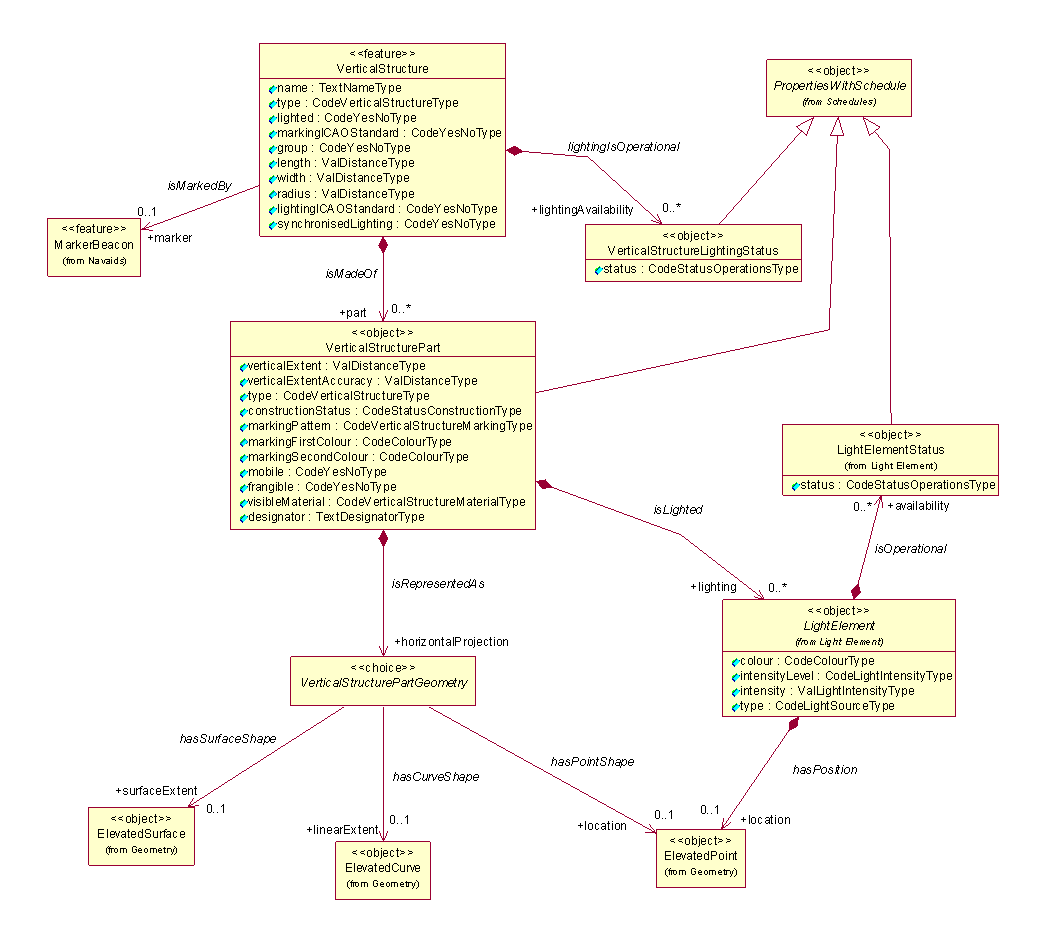 <<feature>>
VerticalStructure
name : TextNameType
type : CodeVerticalStructureType
lighted : CodeYesNoType
markingICAOStandard : CodeYesNoType
group : CodeYesNoType
length : ValDistanceType
width : ValDistanceType
radius : ValDistanceType
lightingICAOStandard : CodeYesNoType
synchronisedLighting : CodeYesNoType
<<object>>
PropertiesWithSchedule
(from Schedules)
lightingIsOperational
+lightingAvailability
0..*
isMarkedBy
0..1
+marker
<<feature>>
MarkerBeacon
(from Navaids)
<<object>>
VerticalStructureLightingStatus
status : CodeStatusOperationsType
isMadeOf
+part
0..*
<<object>>
VerticalStructurePart
verticalExtent : ValDistanceType
verticalExtentAccuracy : ValDistanceType
type : CodeVerticalStructureType
constructionStatus : CodeStatusConstructionType
markingPattern : CodeVerticalStructureMarkingType
markingFirstColour : CodeColourType
markingSecondColour : CodeColourType
mobile : CodeYesNoType
frangible : CodeYesNoType
visibleMaterial : CodeVerticalStructureMaterialType
designator : TextDesignatorType
<<object>>
LightElementStatus
(from Light Element)
status : CodeStatusOperationsType
0..*
+availability
isOperational
isLighted
+lighting
0..*
<<object>>
LightElement
(from Light Element)
colour : CodeColourType
intensityLevel : CodeLightIntensityType
intensity : ValLightIntensityType
type : CodeLightSourceType
isRepresentedAs
+horizontalProjection
<<choice>>
VerticalStructurePartGeometry
hasSurfaceShape
+surfaceExtent
0..1
hasCurveShape
+linearExtent
0..1
hasPointShape
+location
0..1
hasPosition
0..1
+location
<<object>>
ElevatedSurface
(from Geometry)
<<object>>
ElevatedCurve
(from Geometry)
<<object>>
ElevatedPoint
(from Geometry)